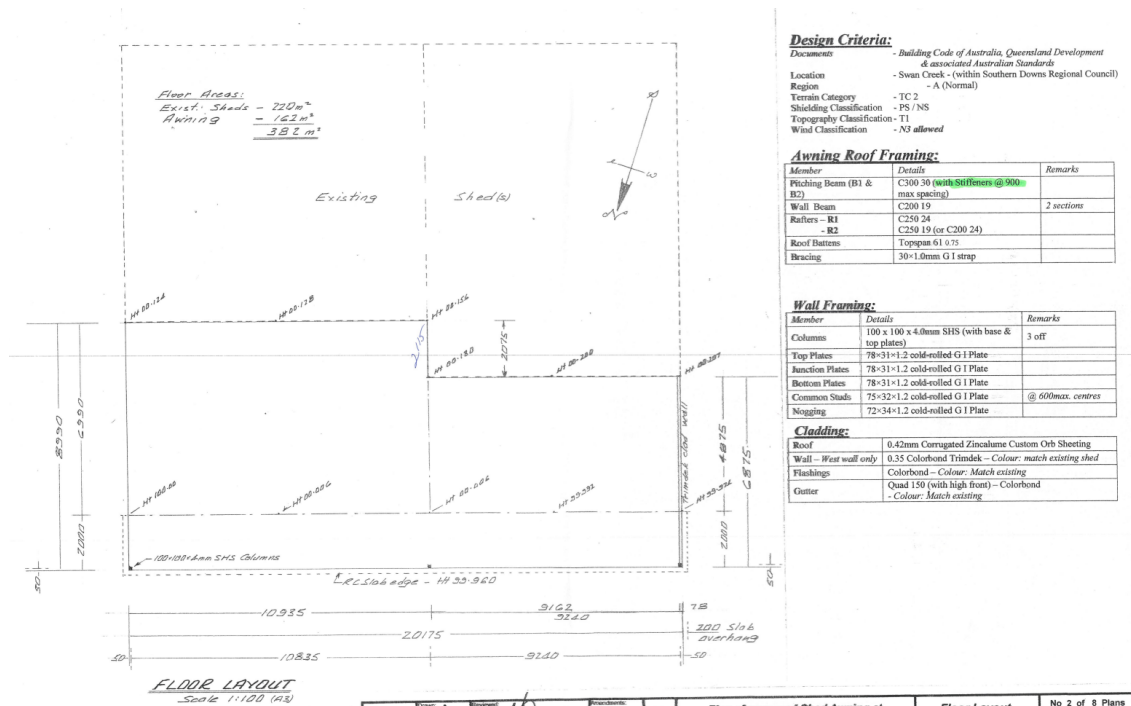 Floor Areas:
Exist. Sheds - 220m²
Awning - 162m²
382 m²
Existing Shed(s)
2115
2075
8990
6990
2000
50
4875
6875
2000
50
Trimdek clad wall
Ht 100.00
100×100×4mm SHS Columns
RC Slab edge - Ht 99.960
10935
9162
9240
78
20175
200 Slab
overhang
50
10835
9240
50
FLOOR LAYOUT
Scale 1:100 (A3)
Design Criteria:
Documents - Building Code of Australia, Queensland Development
& associated Australian Standards
Location - Swan Creek - (within Southern Downs Regional Council)
Region - A (Normal)
Terrain Category - TC 2
Shielding Classification - PS / NS
Topography Classification - T1
Wind Classification - N3 allowed
Awning Roof Framing:
Member Details Remarks
Pitching Beam (B1 & B2) C300 30 (with Stiffeners @ 900 max spacing)
Wall Beam C200 19 2 sections
Rafters – R1 C250 24
- R2 C250 19 (or C200 24)
Roof Battens Topspan 61 0.75
Bracing 30×1.0mm G I strap
Wall Framing:
Member Details Remarks
Columns 100 x 100 x 4.0mm SHS (with base & top plates) 3 off
Top Plates 78×31×1.2 cold-rolled G I Plate
Junction Plates 78×31×1.2 cold-rolled G I Plate
Bottom Plates 78×31×1.2 cold-rolled G I Plate
Common Studs 75×32×1.2 cold-rolled G I Plate @ 600max. centres
Nogging 72×34×1.2 cold-rolled G I Plate
Cladding:
Roof 0.42mm Corrugated Zincalume Custom Orb Sheeting
Wall – West wall only 0.35 Colorbond Trimdek – Colour: match existing shed
Flashings Colorbond – Colour: Match existing
Gutter Quad 150 (with high front) – Colorbond
- Colour: Match existing
No 2 of 8 Plans